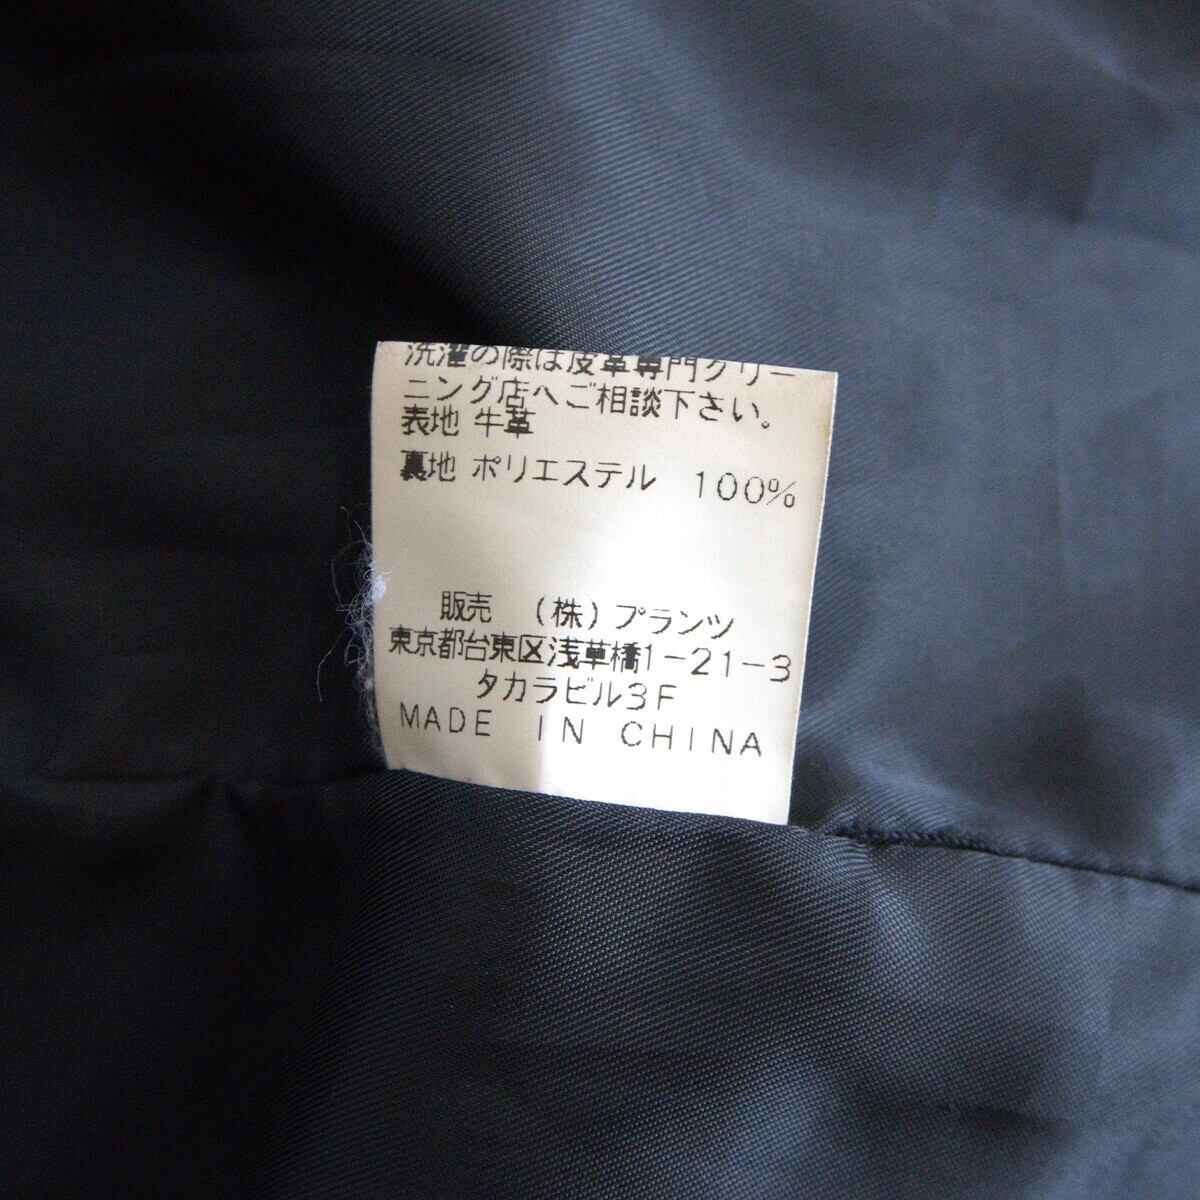 洗濯の際は皮革専門クリー
ニング店へご相談下さい。
表地 牛革
裏地 ポリエステル 100%
販売 (株)プランツ
東京都台東区浅草橋1-21-3
タカラビル3F
MADE IN CHINA